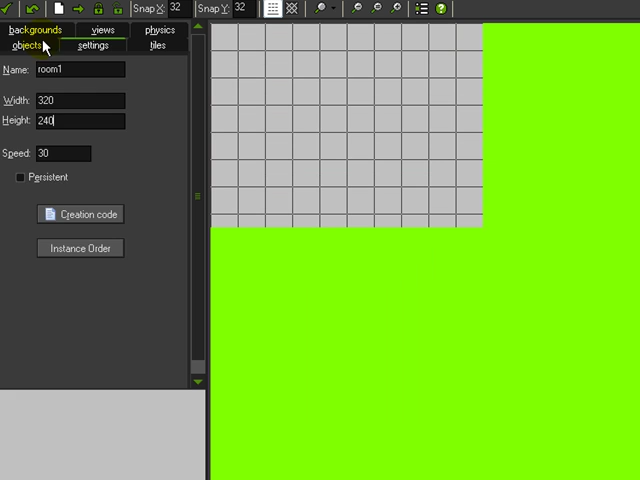 Snap X: 32 Snap Y: 32
backgrounds views physics
objects settings tiles
Name: room1
Width: 320
Height: 240
Speed: 30
Persistent
Creation code
Instance Order